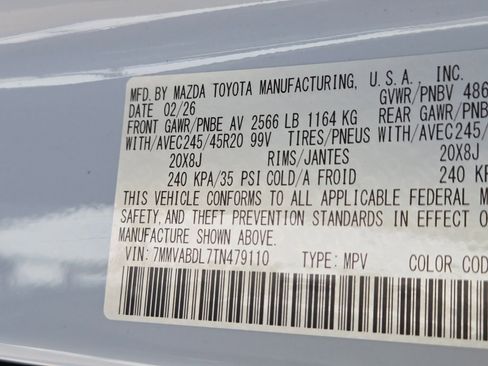 MFD. BY MAZDA TOYOTA MANUFACTURING, U.S.A., INC.
DATE 02/26 GVWR/PNBV 486
FRONT GAWR/PNBE AV 2566 LB 1164 KG REAR GAWR/
WITH/AVEC245/45R20 99V TIRES/PNEUS WITH/AVEC245/
20X8J RIMS/JANTES 20X8J
240 KPA/35 PSI COLD/A FROID 240 KPA/
THIS VEHICLE CONFORMS TO ALL APPLICABLE FEDERAL M
SAFETY, AND THEFT PREVENTION STANDARDS IN EFFECT O
MANUFACTURE SHOWN ABOVE.
VIN: 7MMVABDL7TN479110 TYPE: MPV COLOR COD